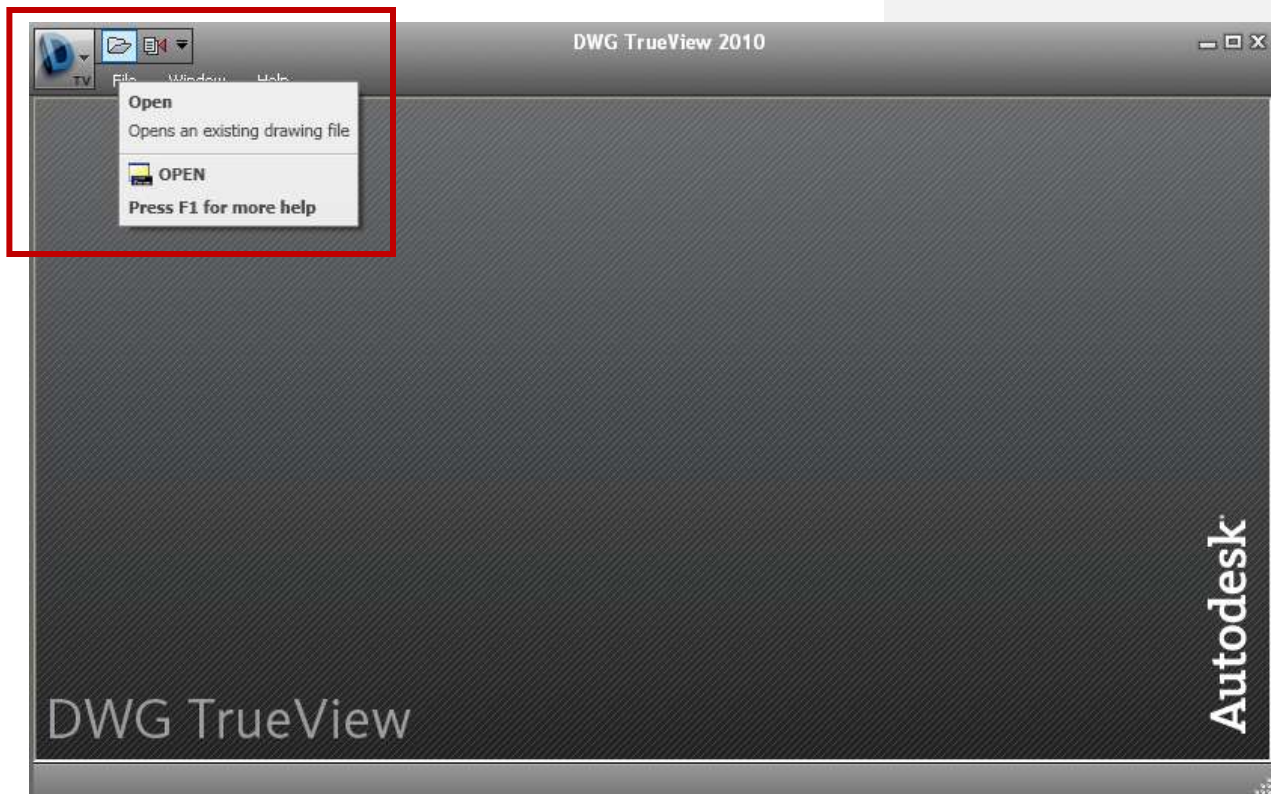 DWG TrueView 2010
TV
File Window Help
Open
Opens an existing drawing file
OPEN
Press F1 for more help
Autodesk
DWG TrueView